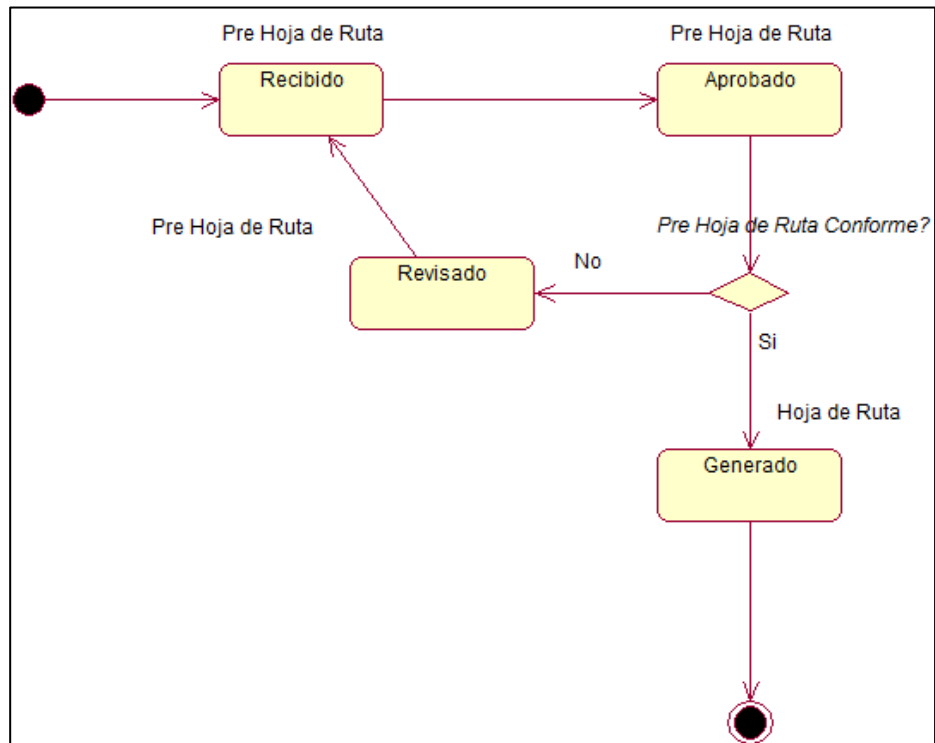 Pre Hoja de Ruta
Pre Hoja de Ruta
Recibido
Aprobado
Pre Hoja de Ruta
Pre Hoja de Ruta Conforme?
Revisado
No
Si
Hoja de Ruta
Generado